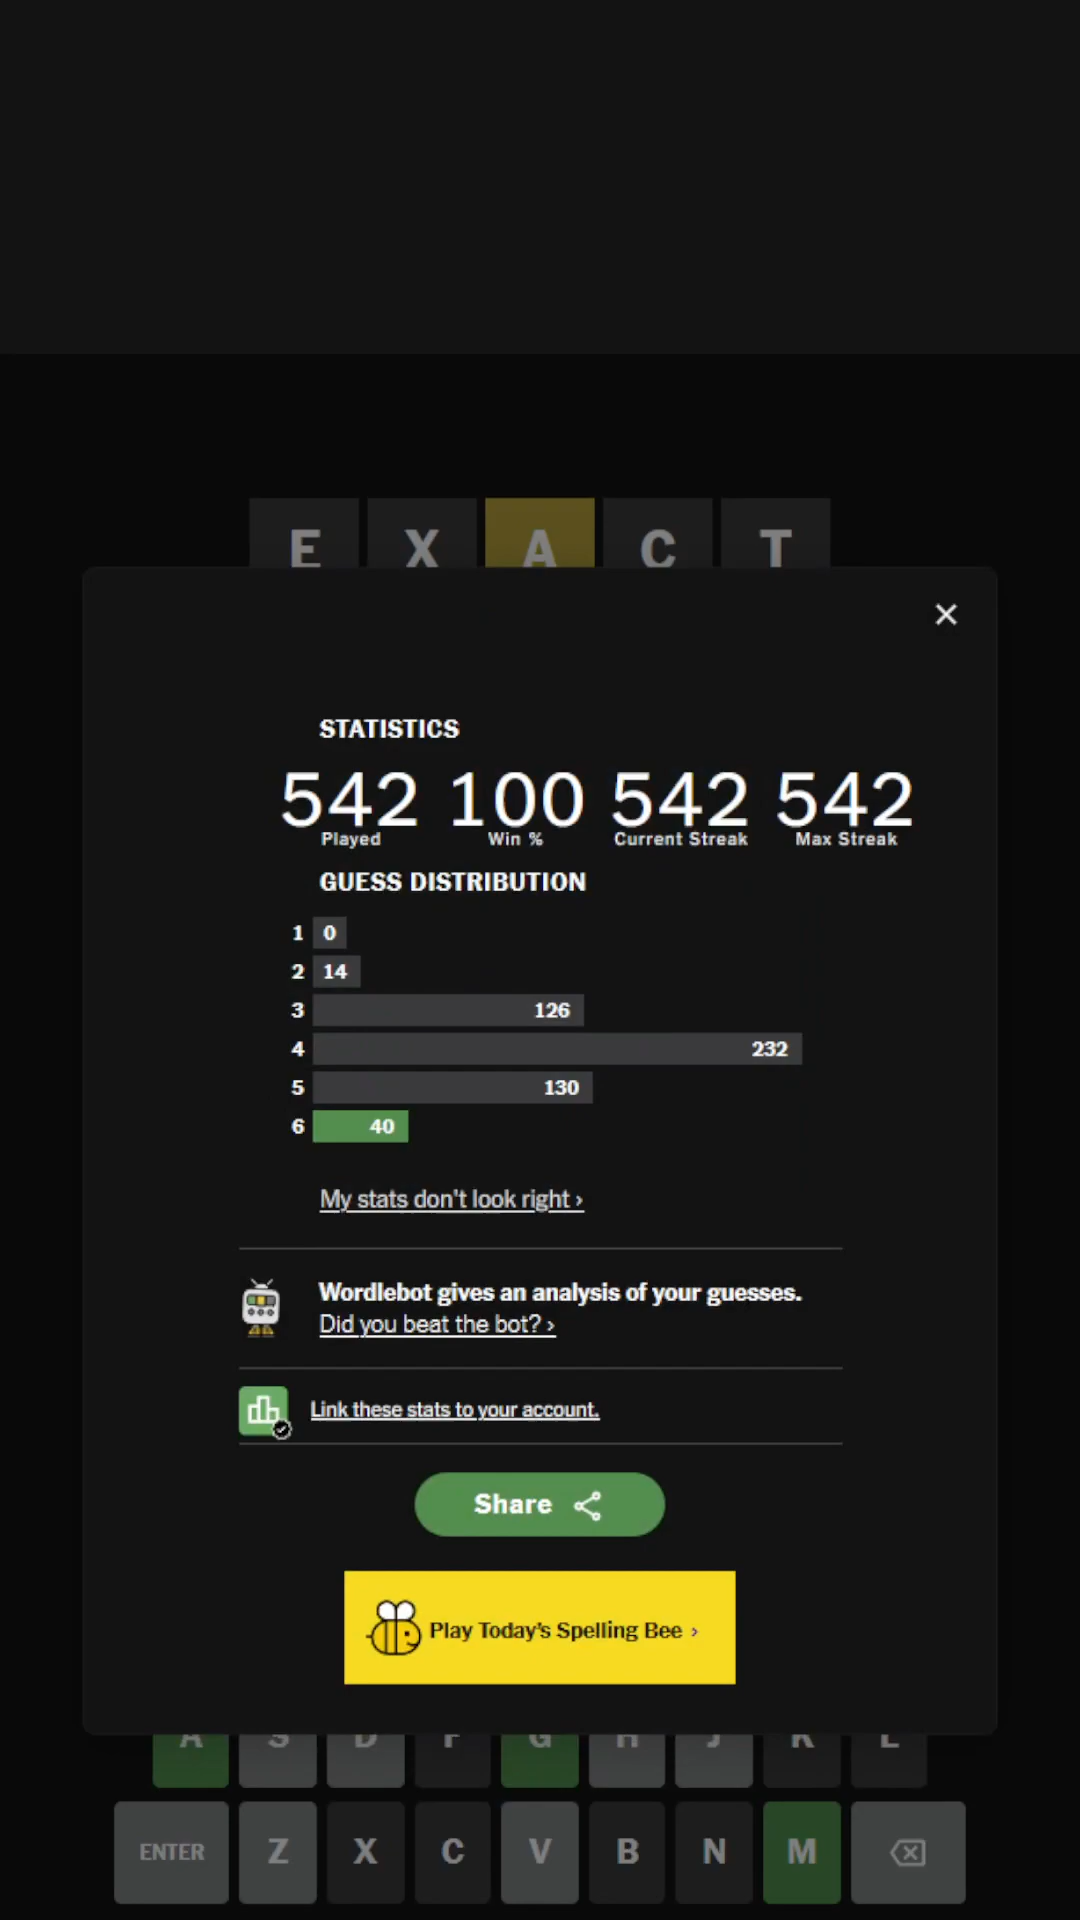 E X A C T
STATISTICS
542 100 542 542
Played Win % Current Streak Max Streak
GUESS DISTRIBUTION
1 0
2 14
3 126
4 232
5 130
6 40
My stats don't look right ›
Wordlebot gives an analysis of your guesses.
Did you beat the bot? ›
Link these stats to your account.
Share
Play Today's Spelling Bee ›
A S D F G H J K L
ENTER Z X C V B N M